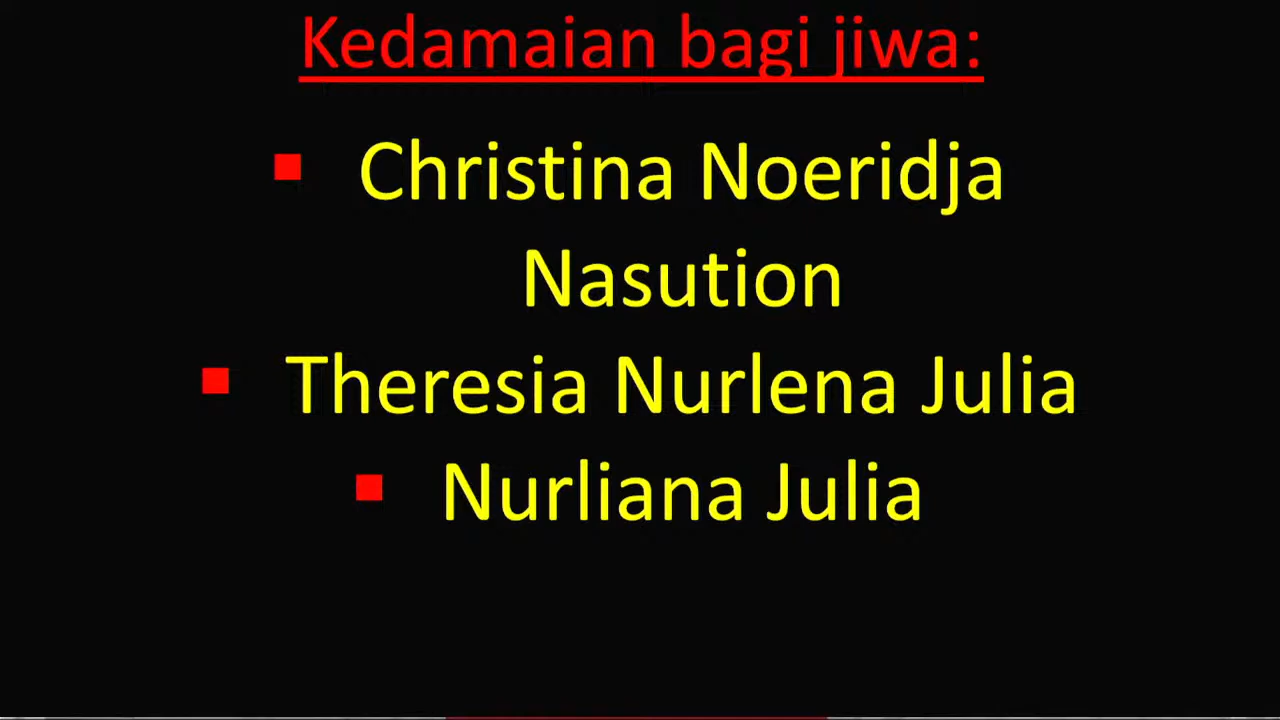 Kedamaian bagi jiwa:
▪ Christina Noeridja
Nasution
▪ Theresia Nurlena Julia
▪ Nurliana Julia